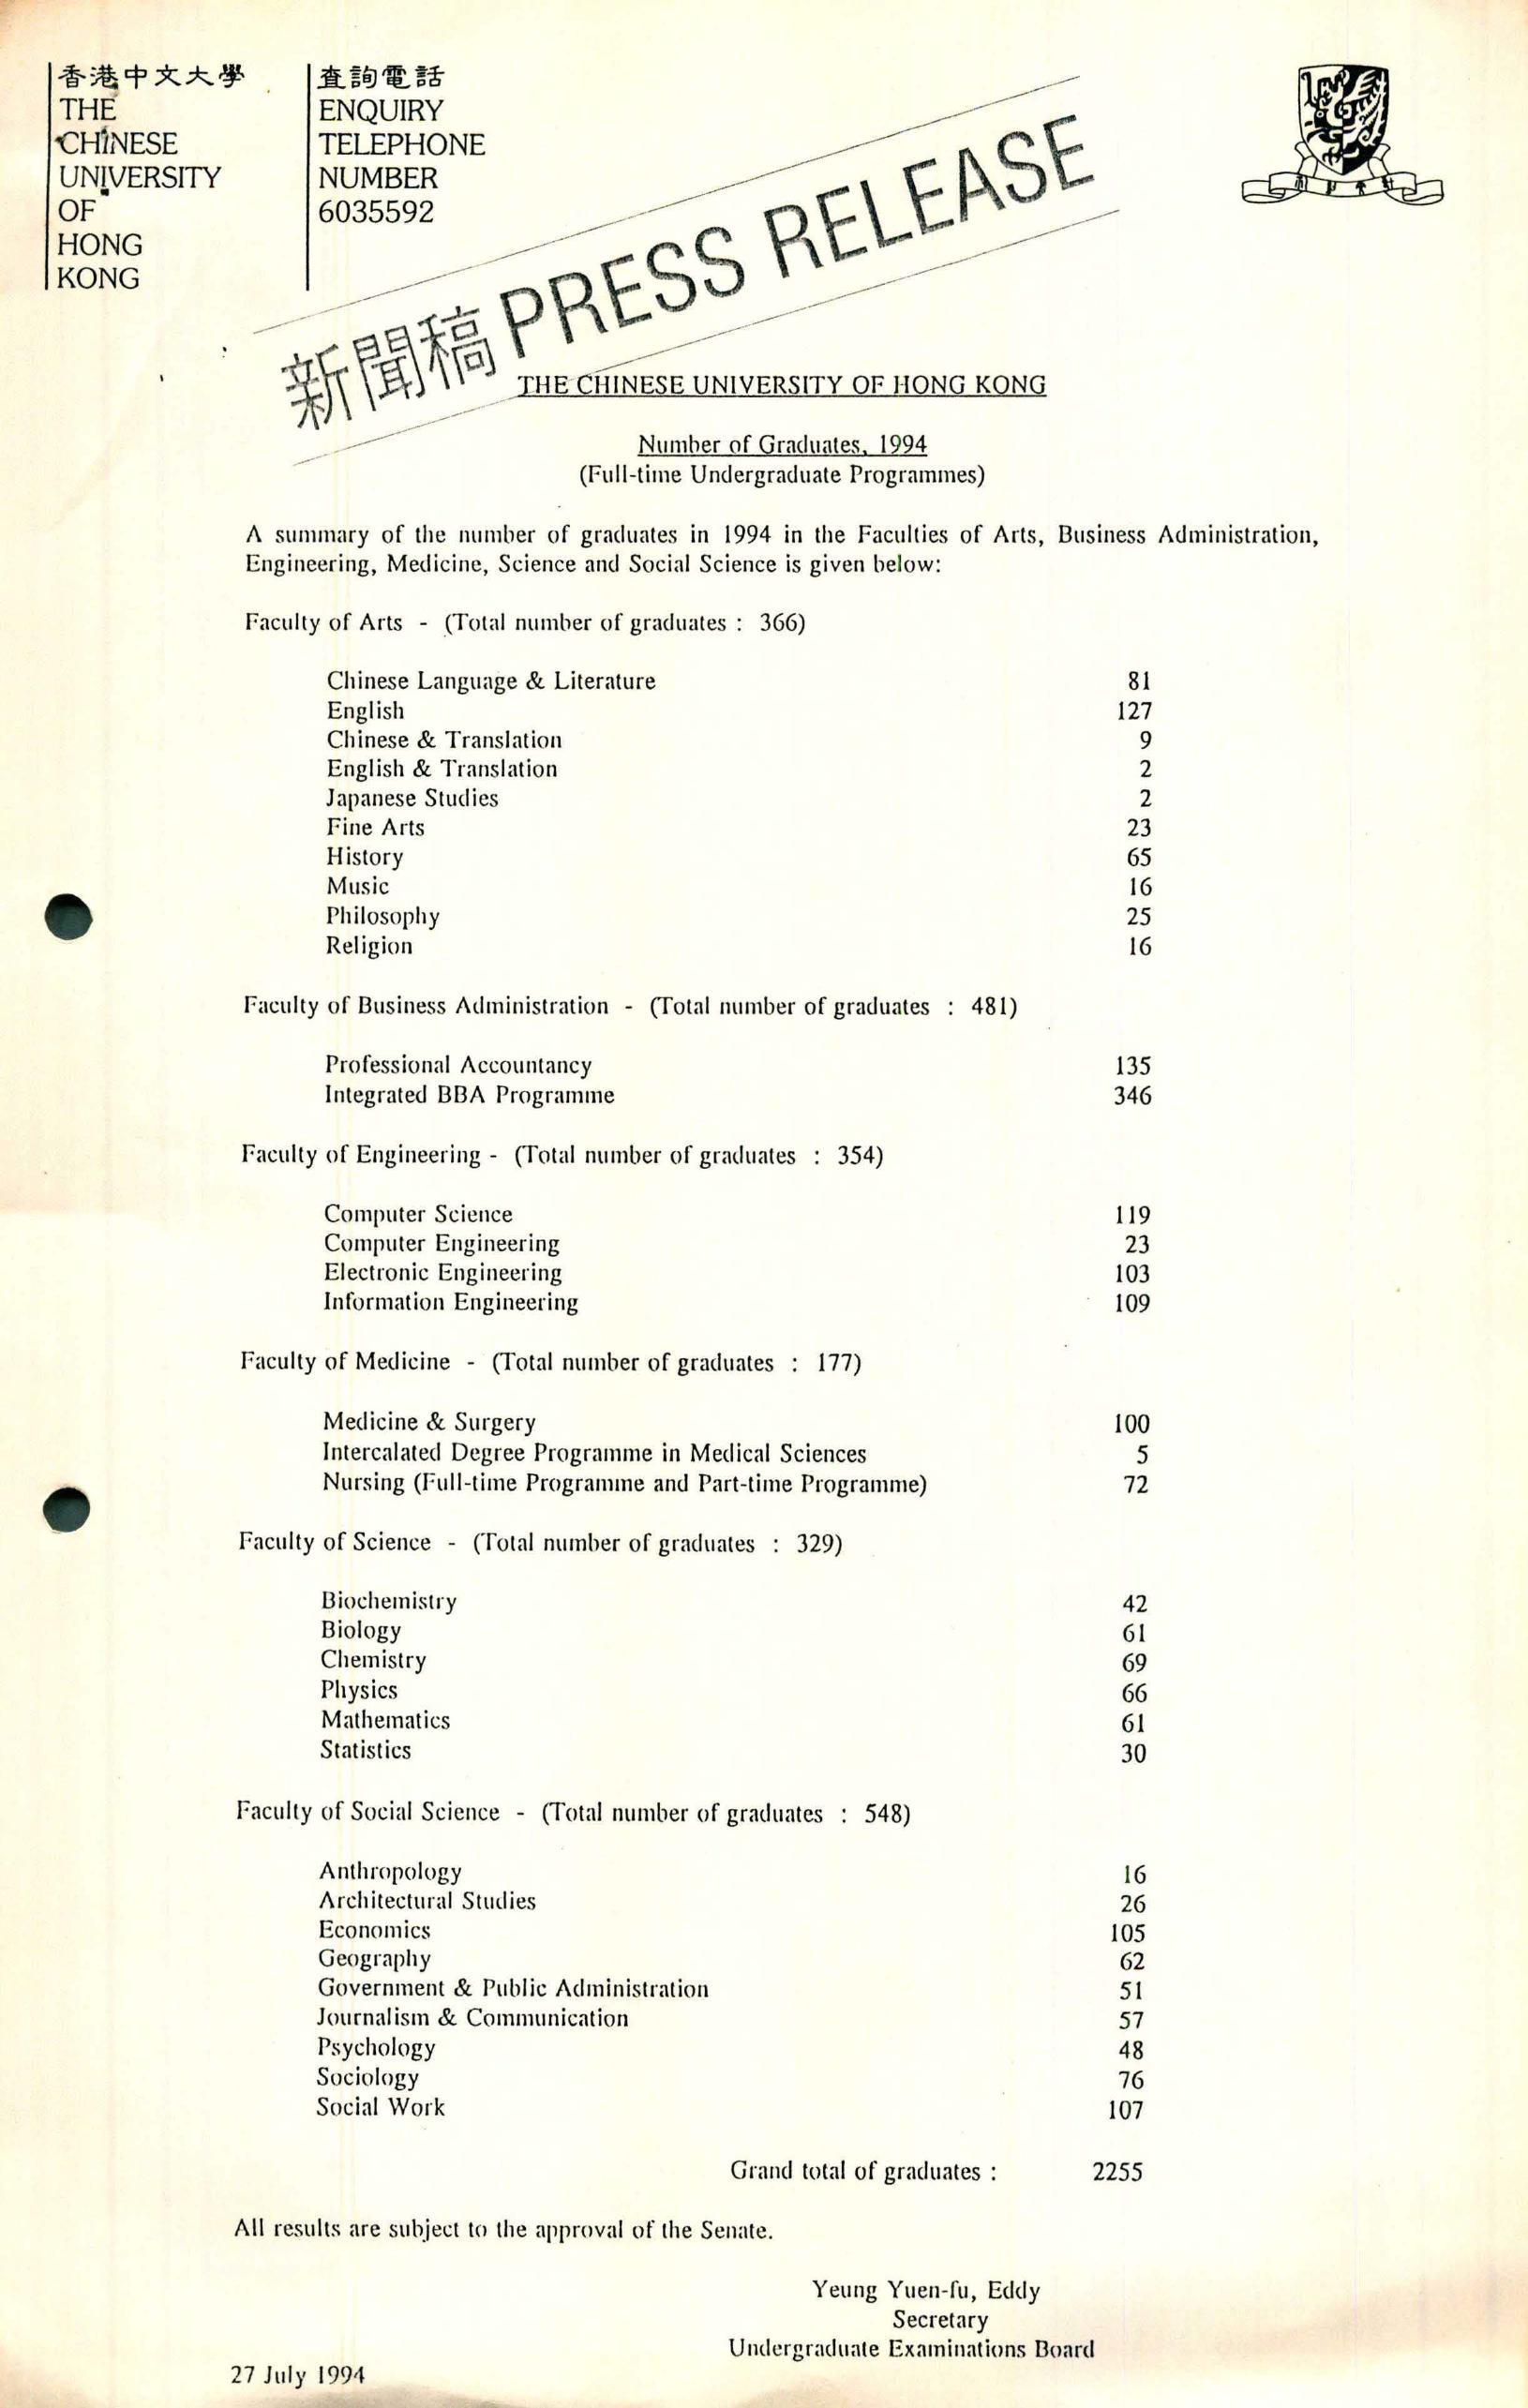 香港中文大學
THE
CHINESE
UNIVERSITY
OF
HONG
KONG
查詢電話
ENQUIRY
TELEPHONE
NUMBER
6035592
新聞稿 PRESS RELEASE
THE CHINESE UNIVERSITY OF HONG KONG
Number of Graduates, 1994
(Full-time Undergraduate Programmes)
A summary of the number of graduates in 1994 in the Faculties of Arts, Business Administration,
Engineering, Medicine, Science and Social Science is given below:
Faculty of Arts - (Total number of graduates : 366)
Chinese Language & Literature 81
English 127
Chinese & Translation 9
English & Translation 2
Japanese Studies 2
Fine Arts 23
History 65
Music 16
Philosophy 25
Religion 16
Faculty of Business Administration - (Total number of graduates : 481)
Professional Accountancy 135
Integrated BBA Programme 346
Faculty of Engineering - (Total number of graduates : 354)
Computer Science 119
Computer Engineering 23
Electronic Engineering 103
Information Engineering 109
Faculty of Medicine - (Total number of graduates : 177)
Medicine & Surgery 100
Intercalated Degree Programme in Medical Sciences 5
Nursing (Full-time Programme and Part-time Programme) 72
Faculty of Science - (Total number of graduates : 329)
Biochemistry 42
Biology 61
Chemistry 69
Physics 66
Mathematics 61
Statistics 30
Faculty of Social Science - (Total number of graduates : 548)
Anthropology 16
Architectural Studies 26
Economics 105
Geography 62
Government & Public Administration 51
Journalism & Communication 57
Psychology 48
Sociology 76
Social Work 107
Grand total of graduates : 2255
All results are subject to the approval of the Senate.
Yeung Yuen-fu, Eddy
Secretary
Undergraduate Examinations Board
27 July 1994